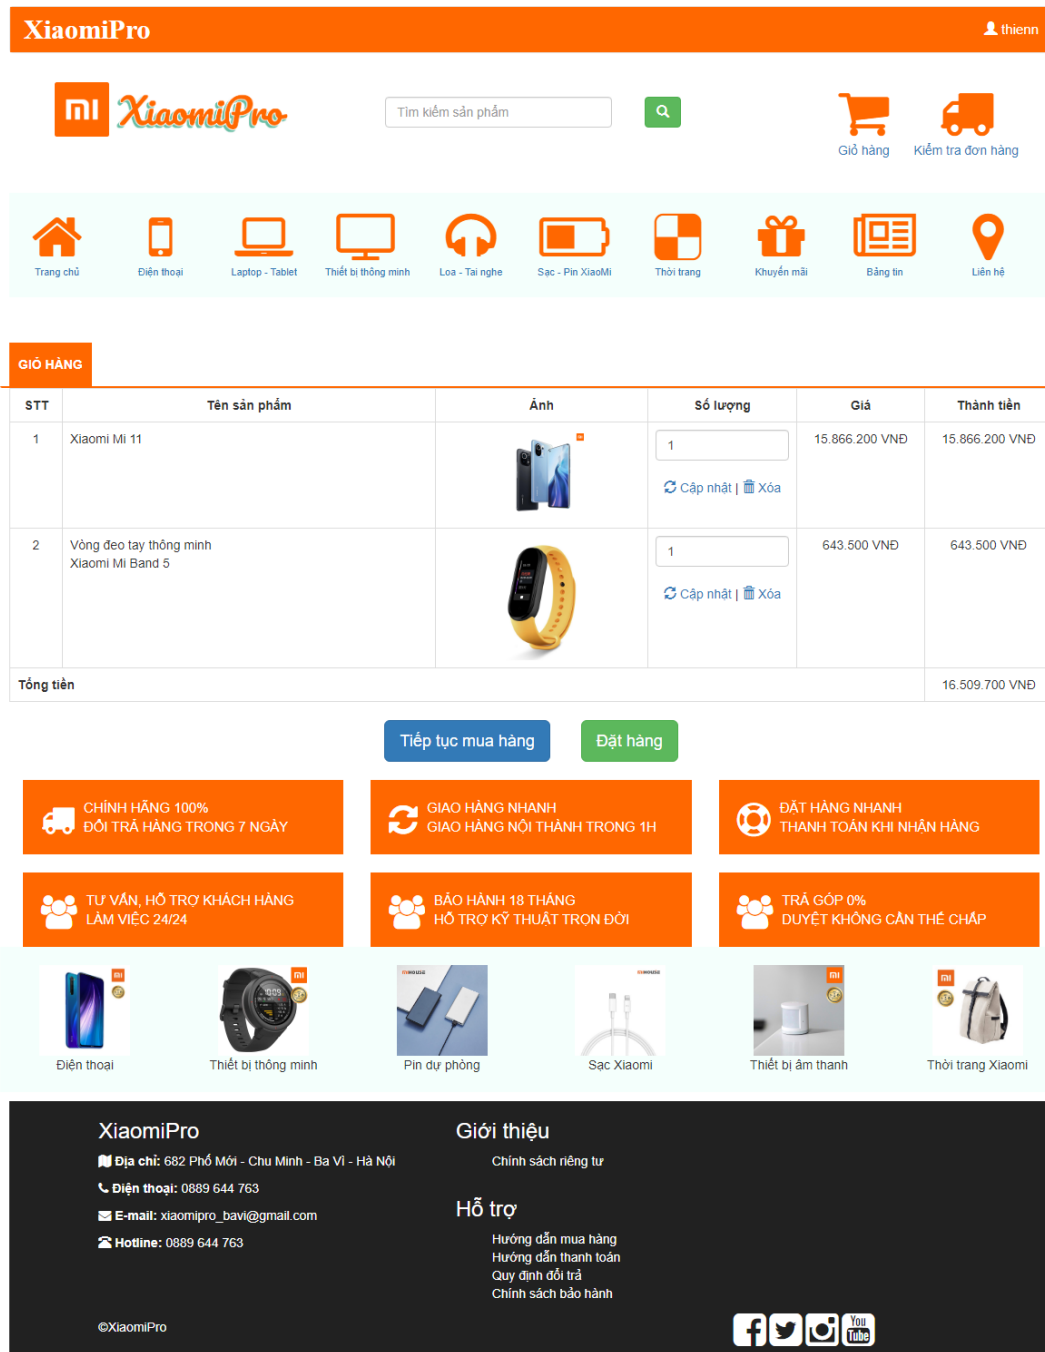 XiaomiPro
thienn
XiaomiPro
Tìm kiếm sản phẩm
Giỏ hàng
Kiểm tra đơn hàng
Trang chủ
Điện thoại
Laptop - Tablet
Thiết bị thông minh
Loa - Tai nghe
Sạc - Pin XiaoMi
Thời trang
Khuyến mãi
Bảng tin
Liên hệ
GIỎ HÀNG
STT Tên sản phẩm Ảnh Số lượng Giá Thành tiền
1 Xiaomi Mi 11 1 15.866.200 VNĐ 15.866.200 VNĐ
Cập nhật | Xóa
2 Vòng đeo tay thông minh 1 643.500 VNĐ 643.500 VNĐ
Xiaomi Mi Band 5
Cập nhật | Xóa
Tổng tiền 16.509.700 VNĐ
Tiếp tục mua hàng
Đặt hàng
CHÍNH HÃNG 100%
ĐỔI TRẢ HÀNG TRONG 7 NGÀY
GIAO HÀNG NHANH
GIAO HÀNG NỘI THÀNH TRONG 1H
ĐẶT HÀNG NHANH
THANH TOÁN KHI NHẬN HÀNG
TƯ VẤN, HỖ TRỢ KHÁCH HÀNG
LÀM VIỆC 24/24
BẢO HÀNH 18 THÁNG
HỖ TRỢ KỸ THUẬT TRỌN ĐỜI
TRẢ GÓP 0%
DUYỆT KHÔNG CẦN THẾ CHẤP
Điện thoại
Thiết bị thông minh
Pin dự phòng
Sạc Xiaomi
Thiết bị âm thanh
Thời trang Xiaomi
XiaomiPro
Địa chỉ: 682 Phố Mới - Chu Minh - Ba Vì - Hà Nội
Điện thoại: 0889 644 763
E-mail: xiaomipro_bavi@gmail.com
Hotline: 0889 644 763
Giới thiệu
Chính sách riêng tư
Hỗ trợ
Hướng dẫn mua hàng
Hướng dẫn thanh toán
Quy định đổi trả
Chính sách bảo hành
©XiaomiPro
You
Tube